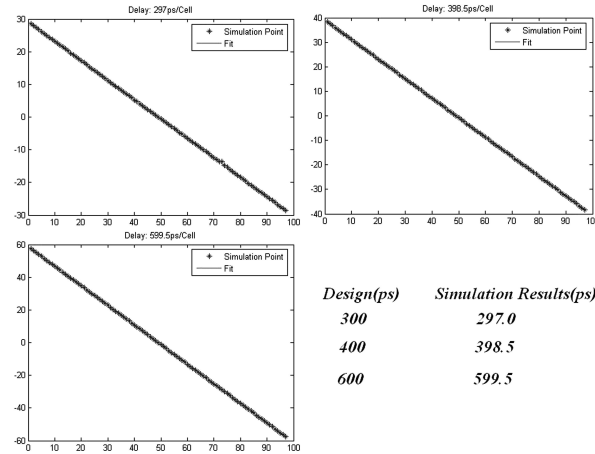 Delay: 297ps/Cell
30
20
10
0
-10
-20
30
0 10 20 30 40 50 60 70 80 90 100
Simulation Point
Fit
Delay: 398.5ps/Cell
40
30
20
10
0
-10
-20
-30
-40
0 10 20 30 40 50 60 70 80 90 100
Simulation Point
Fit
Delay: 599.5ps/Cell
60
40
20
0
-20
-40
-60
0 10 20 30 40 50 60 70 80 90 100
Simulation Point
Fit
Design(ps) Simulation Results(ps)
300 297.0
400 398.5
600 599.5